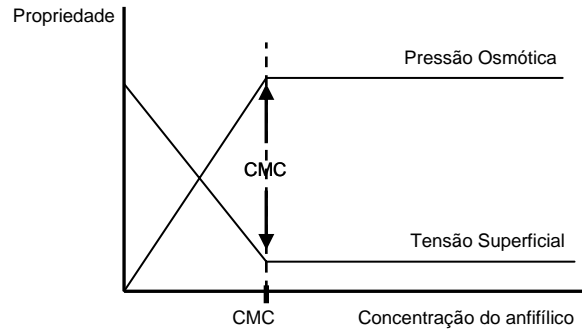 Propriedade
Pressão Osmótica
CMC
Tensão Superficial
CMC
Concentração do anfifílico